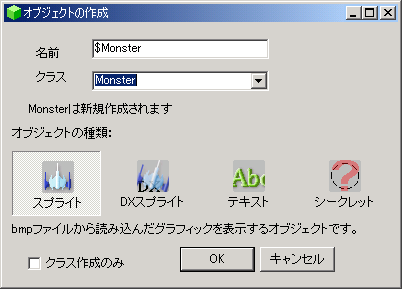 オブジェクトの作成
名前 $Monster
クラス Monster
Monsterは新規作成されます
オブジェクトの種類:
DX
Abc
?
スプライト DXスプライト テキスト シークレット
bmpファイルから読み込んだグラフィックを表示するオブジェクトです。
クラス作成のみ OK キャンセル